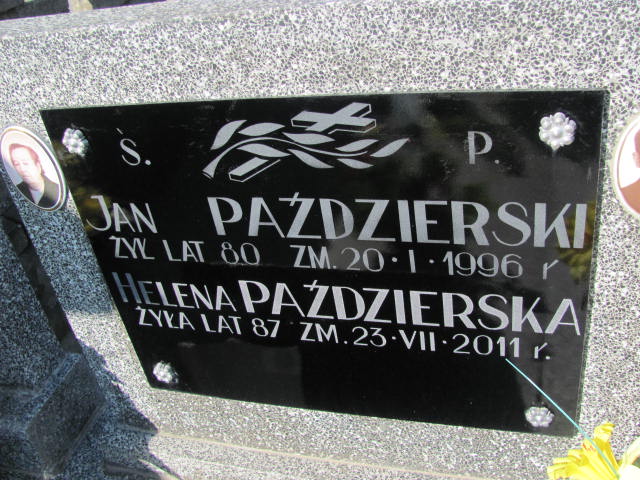 Ś. P.
JAN PAŹDZIERSKI
ŻYŁ LAT 80 ZM. 20·I·1996 r
HELENA PAŹDZIERSKA
ŻYŁA LAT 87 ZM. 23·VII·2011 r.